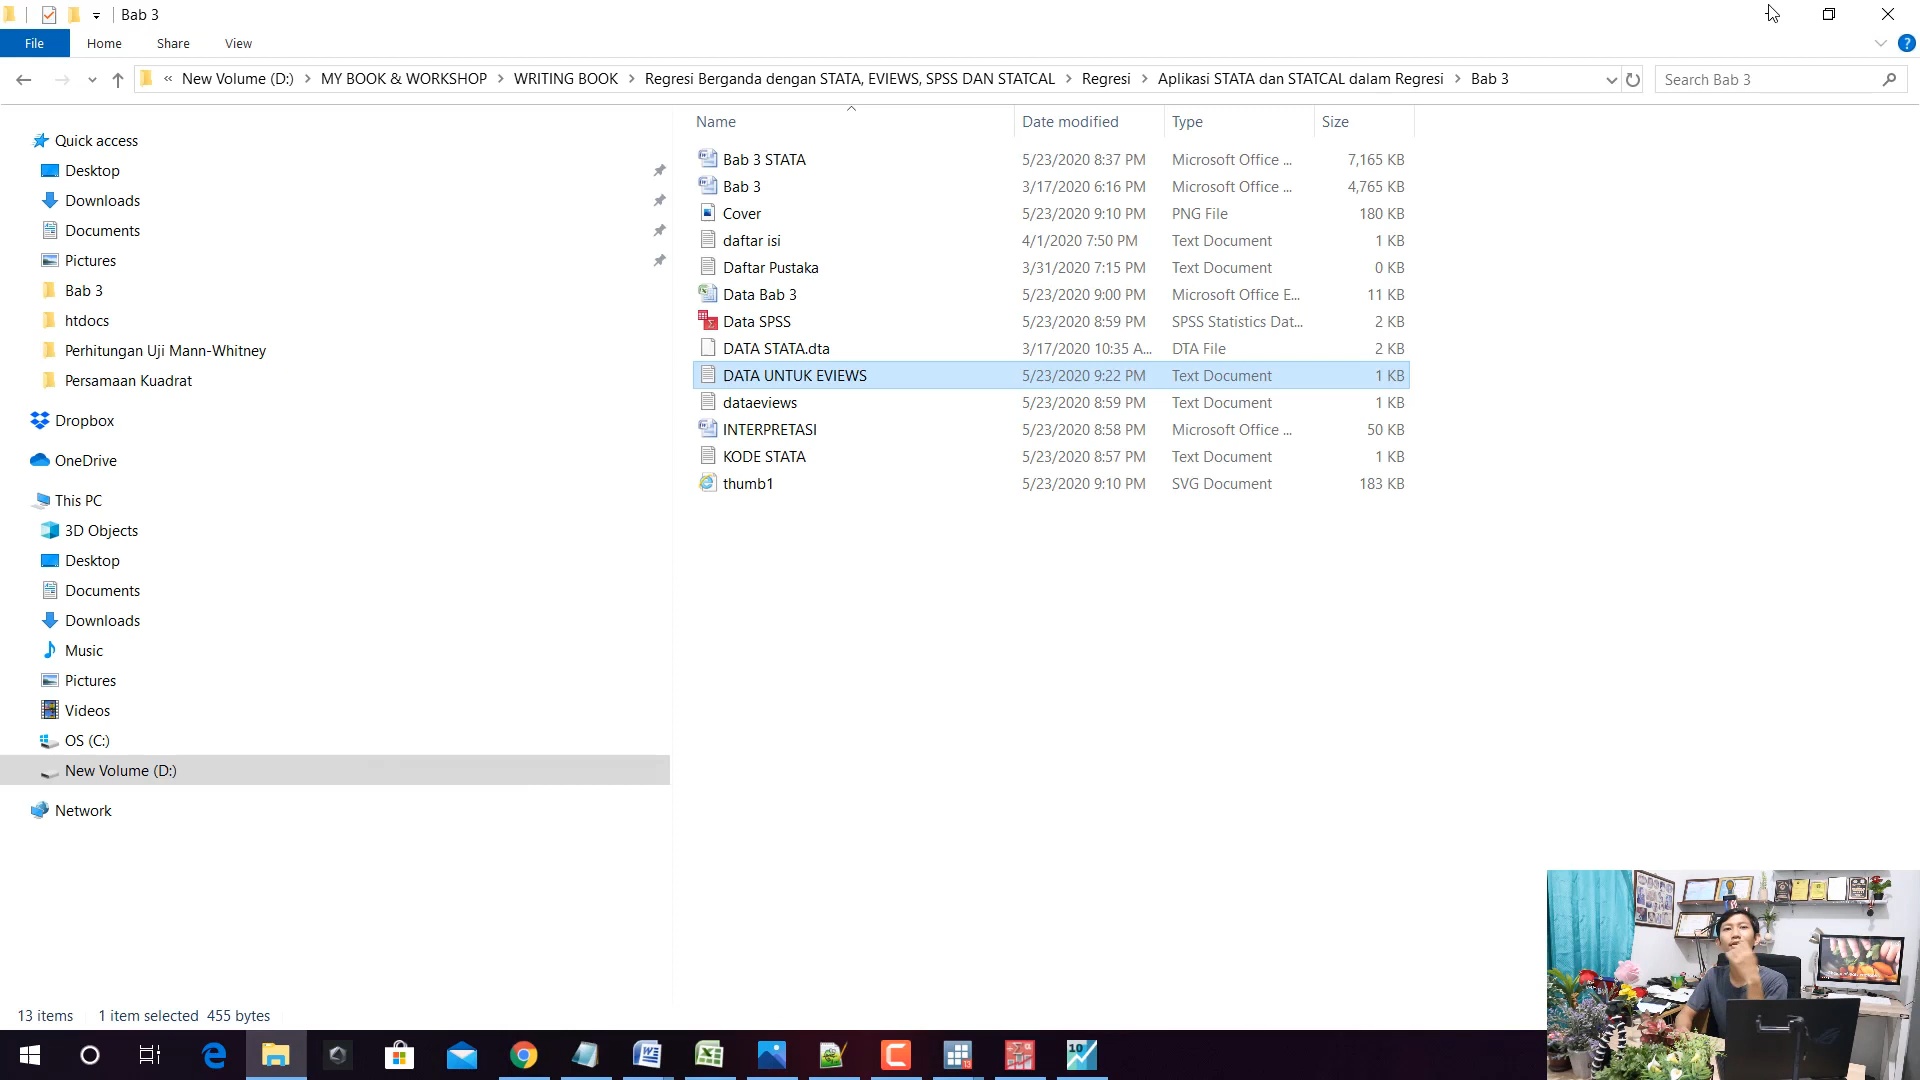 Bab 3
File Home Share View
« New Volume (D:) MY BOOK & WORKSHOP WRITING BOOK Regresi Berganda dengan STATA, EVIEWS, SPSS DAN STATCAL Regresi Aplikasi STATA dan STATCAL dalam Regresi Bab 3 Search Bab 3
Quick access
Desktop
Downloads
Documents
Pictures
Bab 3
htdocs
Perhitungan Uji Mann-Whitney
Persamaan Kuadrat
Dropbox
OneDrive
This PC
3D Objects
Desktop
Documents
Downloads
Music
Pictures
Videos
OS (C:)
New Volume (D:)
Network
Name Date modified Type Size
Bab 3 STATA 5/23/2020 8:37 PM Microsoft Office ... 7,165 KB
Bab 3 3/17/2020 6:16 PM Microsoft Office ... 4,765 KB
Cover 5/23/2020 9:10 PM PNG File 180 KB
daftar isi 4/1/2020 7:50 PM Text Document 1 KB
Daftar Pustaka 3/31/2020 7:15 PM Text Document 0 KB
Data Bab 3 5/23/2020 9:00 PM Microsoft Office E... 11 KB
Data SPSS 5/23/2020 8:59 PM SPSS Statistics Dat... 2 KB
DATA STATA.dta 3/17/2020 10:35 A... DTA File 2 KB
DATA UNTUK EVIEWS 5/23/2020 9:22 PM Text Document 1 KB
dataeviews 5/23/2020 8:59 PM Text Document 1 KB
INTERPRETASI 5/23/2020 8:58 PM Microsoft Office ... 50 KB
KODE STATA 5/23/2020 8:57 PM Text Document 1 KB
thumb1 5/23/2020 9:10 PM SVG Document 183 KB
13 items 1 item selected 455 bytes